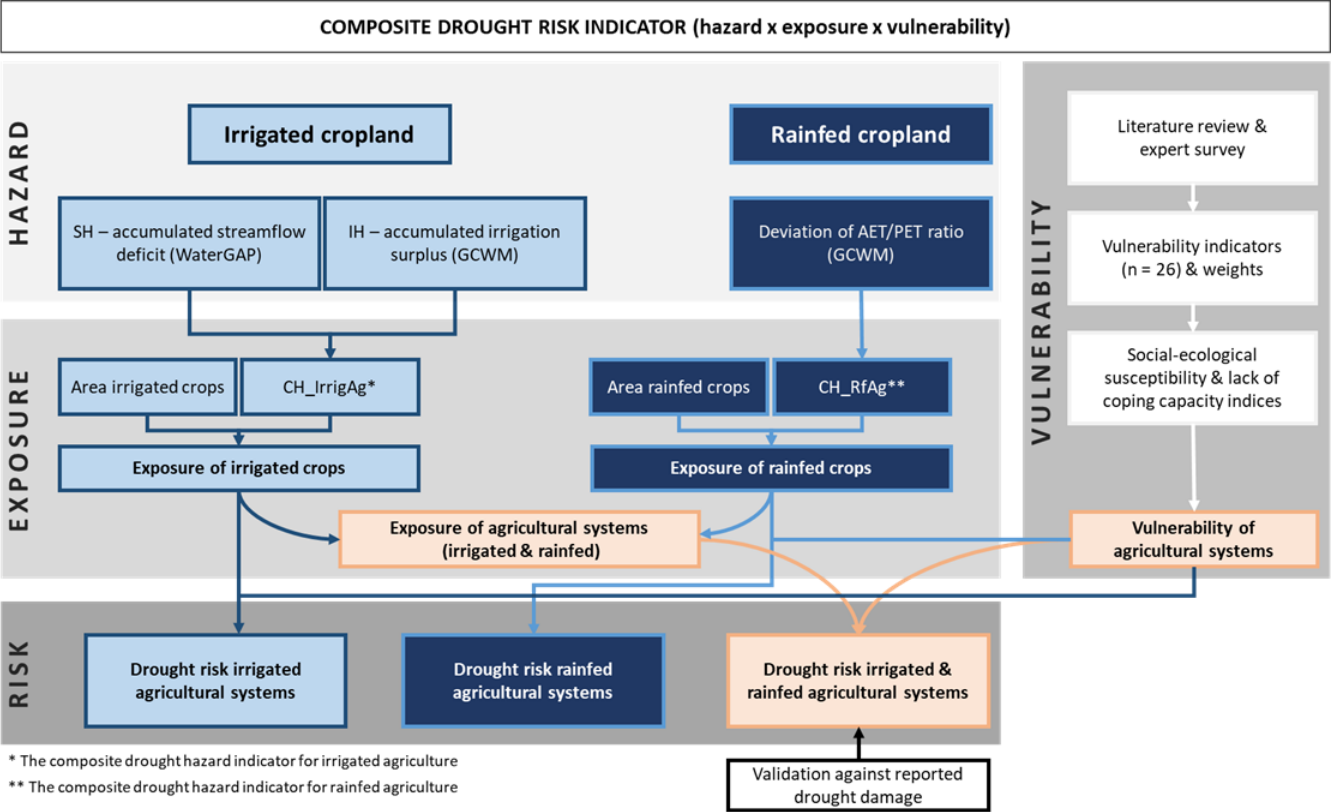 COMPOSITE DROUGHT RISK INDICATOR (hazard x exposure x vulnerability)
HAZARD
Irrigated cropland
Rainfed cropland
SH – accumulated streamflow
deficit (WaterGAP)
IH – accumulated irrigation
surplus (GCWM)
Deviation of AET/PET ratio
(GCWM)
EXPOSURE
Area irrigated crops
CH_IrrigAg*
Area rainfed crops
CH_RfAg**
Exposure of irrigated crops
Exposure of rainfed crops
Exposure of agricultural systems
(irrigated & rainfed)
VULNERABILITY
Literature review &
expert survey
Vulnerability indicators
(n = 26) & weights
Social-ecological
susceptibility & lack of
coping capacity indices
Vulnerability of
agricultural systems
RISK
Drought risk irrigated
agricultural systems
Drought risk rainfed
agricultural systems
Drought risk irrigated &
rainfed agricultural systems
* The composite drought hazard indicator for irrigated agriculture
** The composite drought hazard indicator for rainfed agriculture
Validation against reported
drought damage